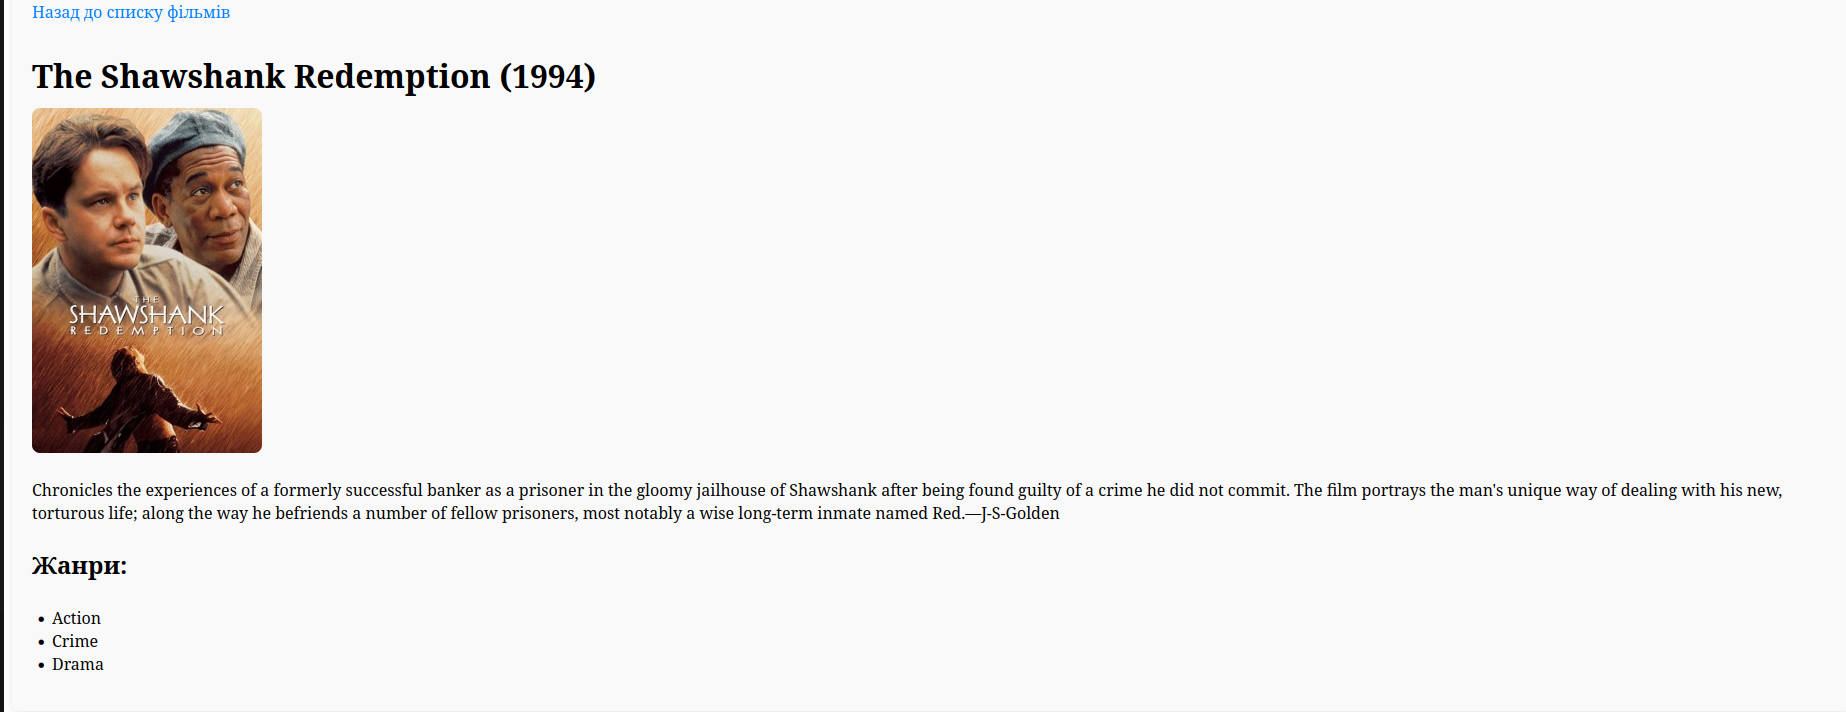 Назад до списку фільмів
The Shawshank Redemption (1994)
THE
SHAWSHANK
REDEMPTION
Chronicles the experiences of a formerly successful banker as a prisoner in the gloomy jailhouse of Shawshank after being found guilty of a crime he did not commit. The film portrays the man's unique way of dealing with his new,
torturous life; along the way he befriends a number of fellow prisoners, most notably a wise long-term inmate named Red.—J-S-Golden
Жанри:
• Action
• Crime
• Drama